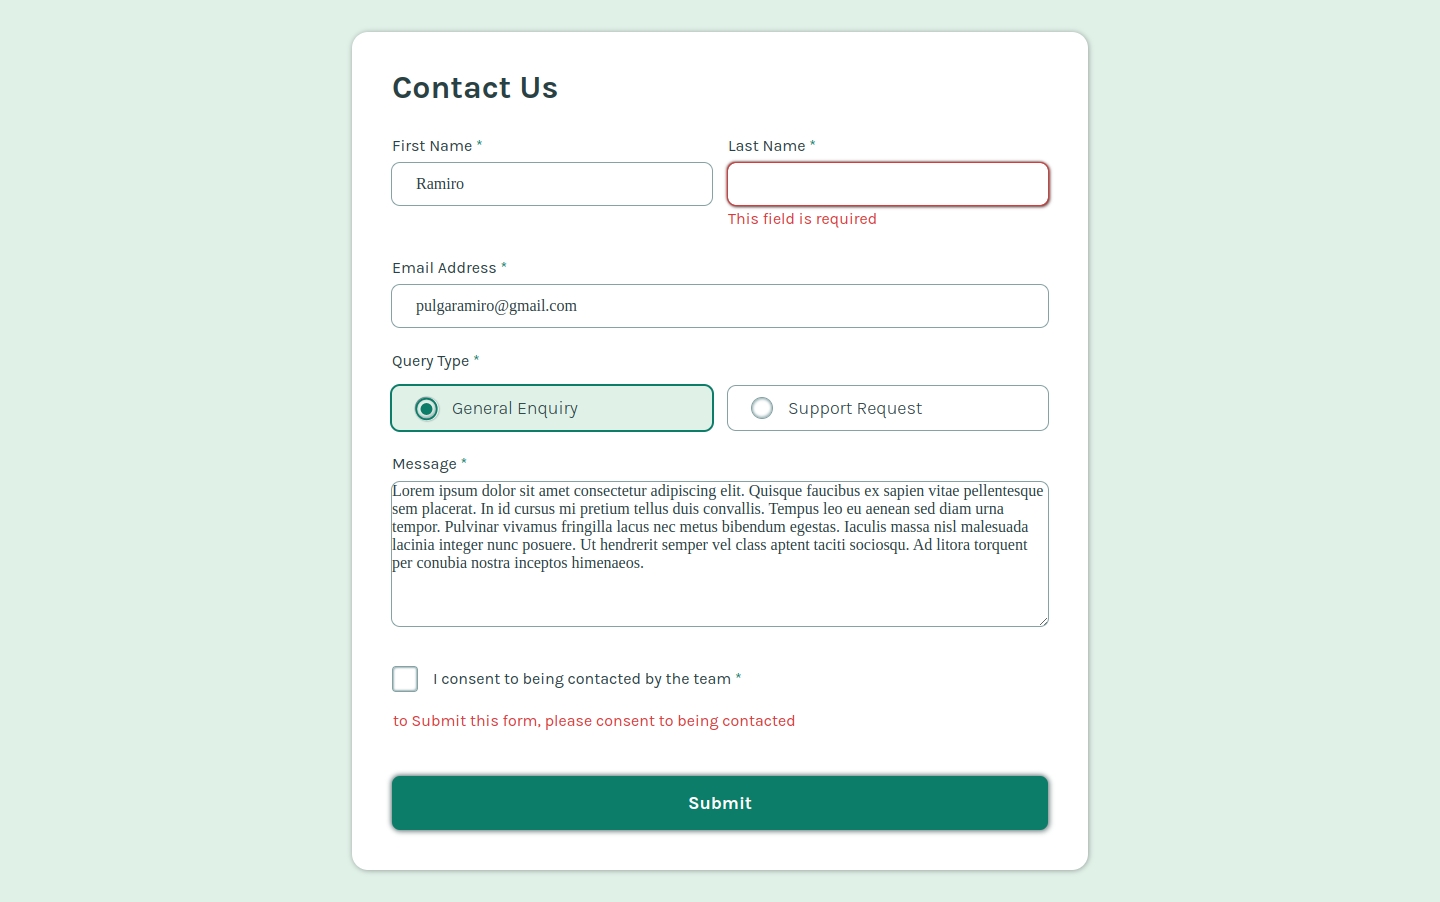 Contact Us
First Name * Last Name *
Ramiro
This field is required
Email Address *
pulgaramiro@gmail.com
Query Type *
General Enquiry Support Request
Message *
Lorem ipsum dolor sit amet consectetur adipiscing elit. Quisque faucibus ex sapien vitae pellentesque
sem placerat. In id cursus mi pretium tellus duis convallis. Tempus leo eu aenean sed diam urna
tempor. Pulvinar vivamus fringilla lacus nec metus bibendum egestas. Iaculis massa nisl malesuada
lacinia integer nunc posuere. Ut hendrerit semper vel class aptent taciti sociosqu. Ad litora torquent
per conubia nostra inceptos himenaeos.
I consent to being contacted by the team *
to Submit this form, please consent to being contacted
Submit